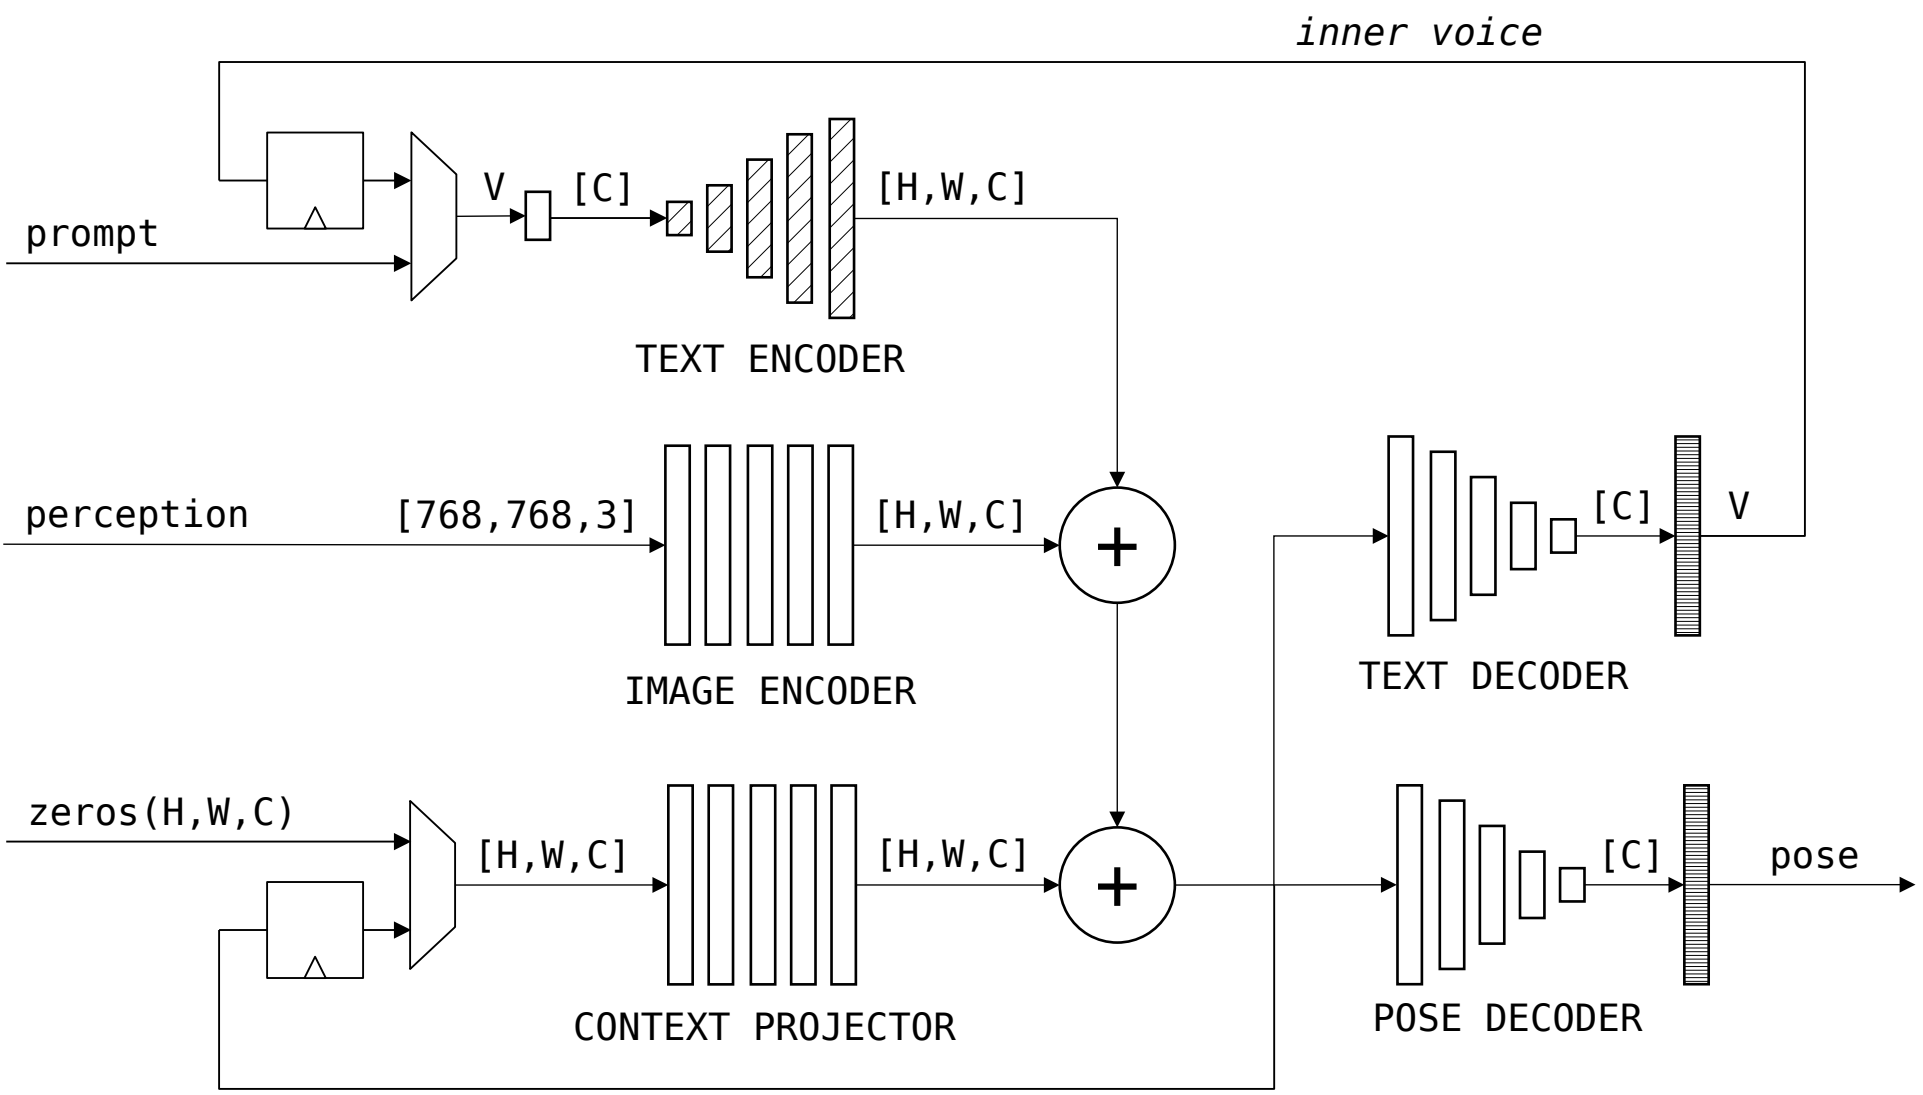 inner voice
V
[C]
[H,W,C]
prompt
TEXT ENCODER
perception
[768,768,3]
[H,W,C]
+
[C]
V
IMAGE ENCODER
TEXT DECODER
zeros(H,W,C)
[H,W,C]
[H,W,C]
+
[C]
pose
CONTEXT PROJECTOR
POSE DECODER